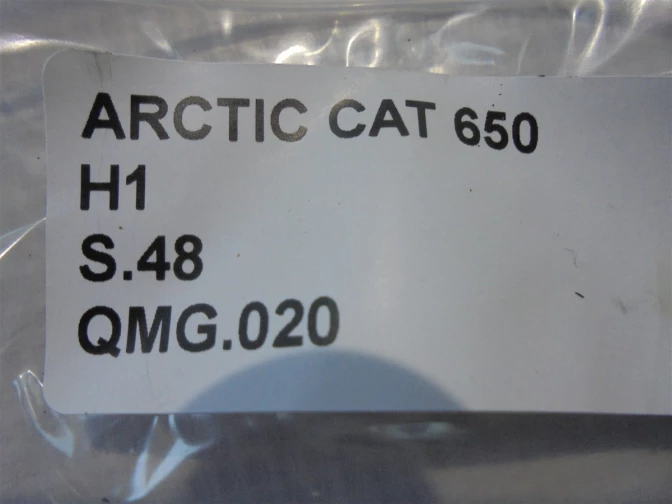 ARCTIC CAT 650
H1
S.48
QMG.020